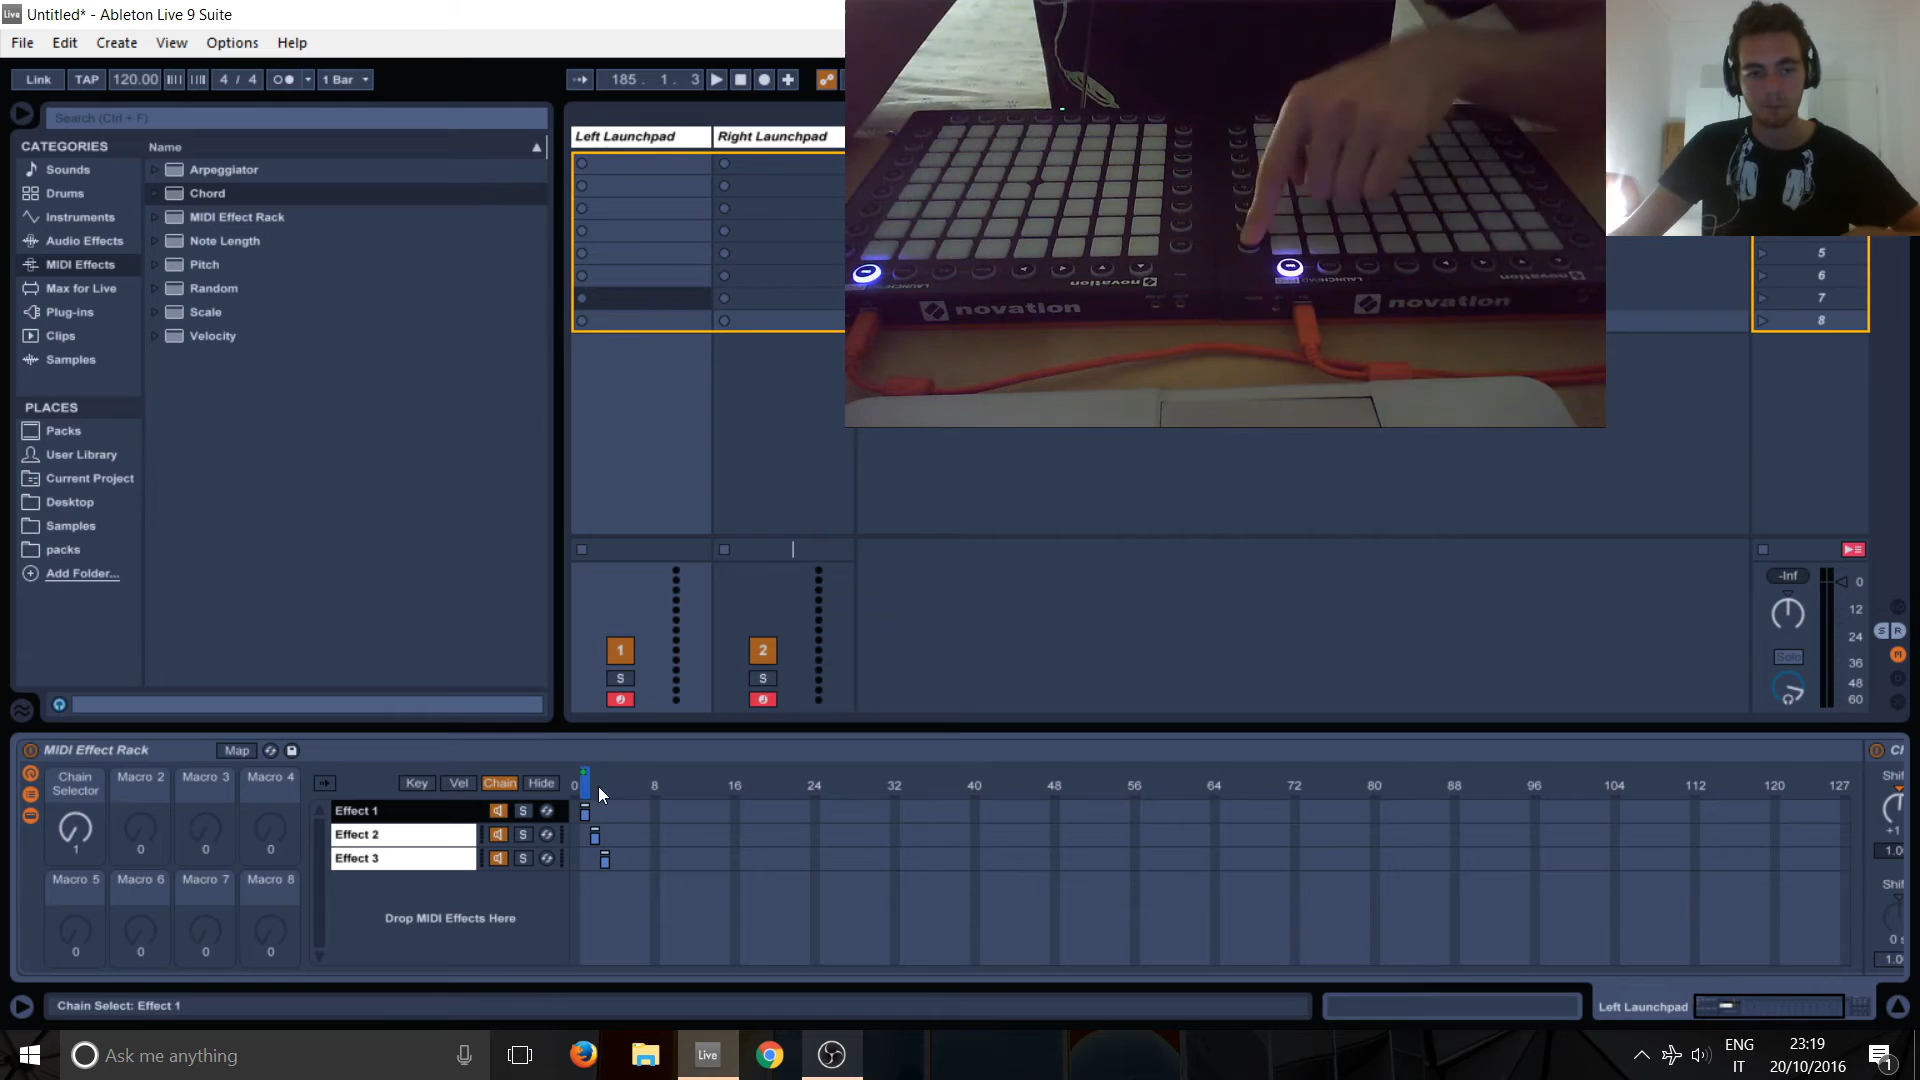 Live Untitled* - Ableton Live 9 Suite
File Edit Create View Options Help
Link TAP 120.00 4 / 4 1 Bar 185 . 1 . 3
Search (Ctrl + F)
CATEGORIES
Sounds
Drums
Instruments
Audio Effects
MIDI Effects
Max for Live
Plug-ins
Clips
Samples
PLACES
Packs
User Library
Current Project
Desktop
Samples
packs
Add Folder...
Name
Arpeggiator
Chord
MIDI Effect Rack
Note Length
Pitch
Random
Scale
Velocity
Left Launchpad Right Launchpad
novation novation
novation novation
5
6
7
8
-Inf 0
12
24
Solo 36
48
60
1 2
S S
S R
M
MIDI Effect Rack Map
Chain Selector Macro 2 Macro 3 Macro 4
1 0 0 0
Macro 5 Macro 6 Macro 7 Macro 8
0 0 0 0
Key Vel Chain Hide 0 8 16 24 32 40 48 56 64 72 80 88 96 104 112 120 127
Effect 1 S
Effect 2 S
Effect 3 S
Drop MIDI Effects Here
+1
1.0
0 s
1.0
Chain Select: Effect 1
Left Launchpad
Ask me anything
Live
ENG
IT
23:19
20/10/2016
1